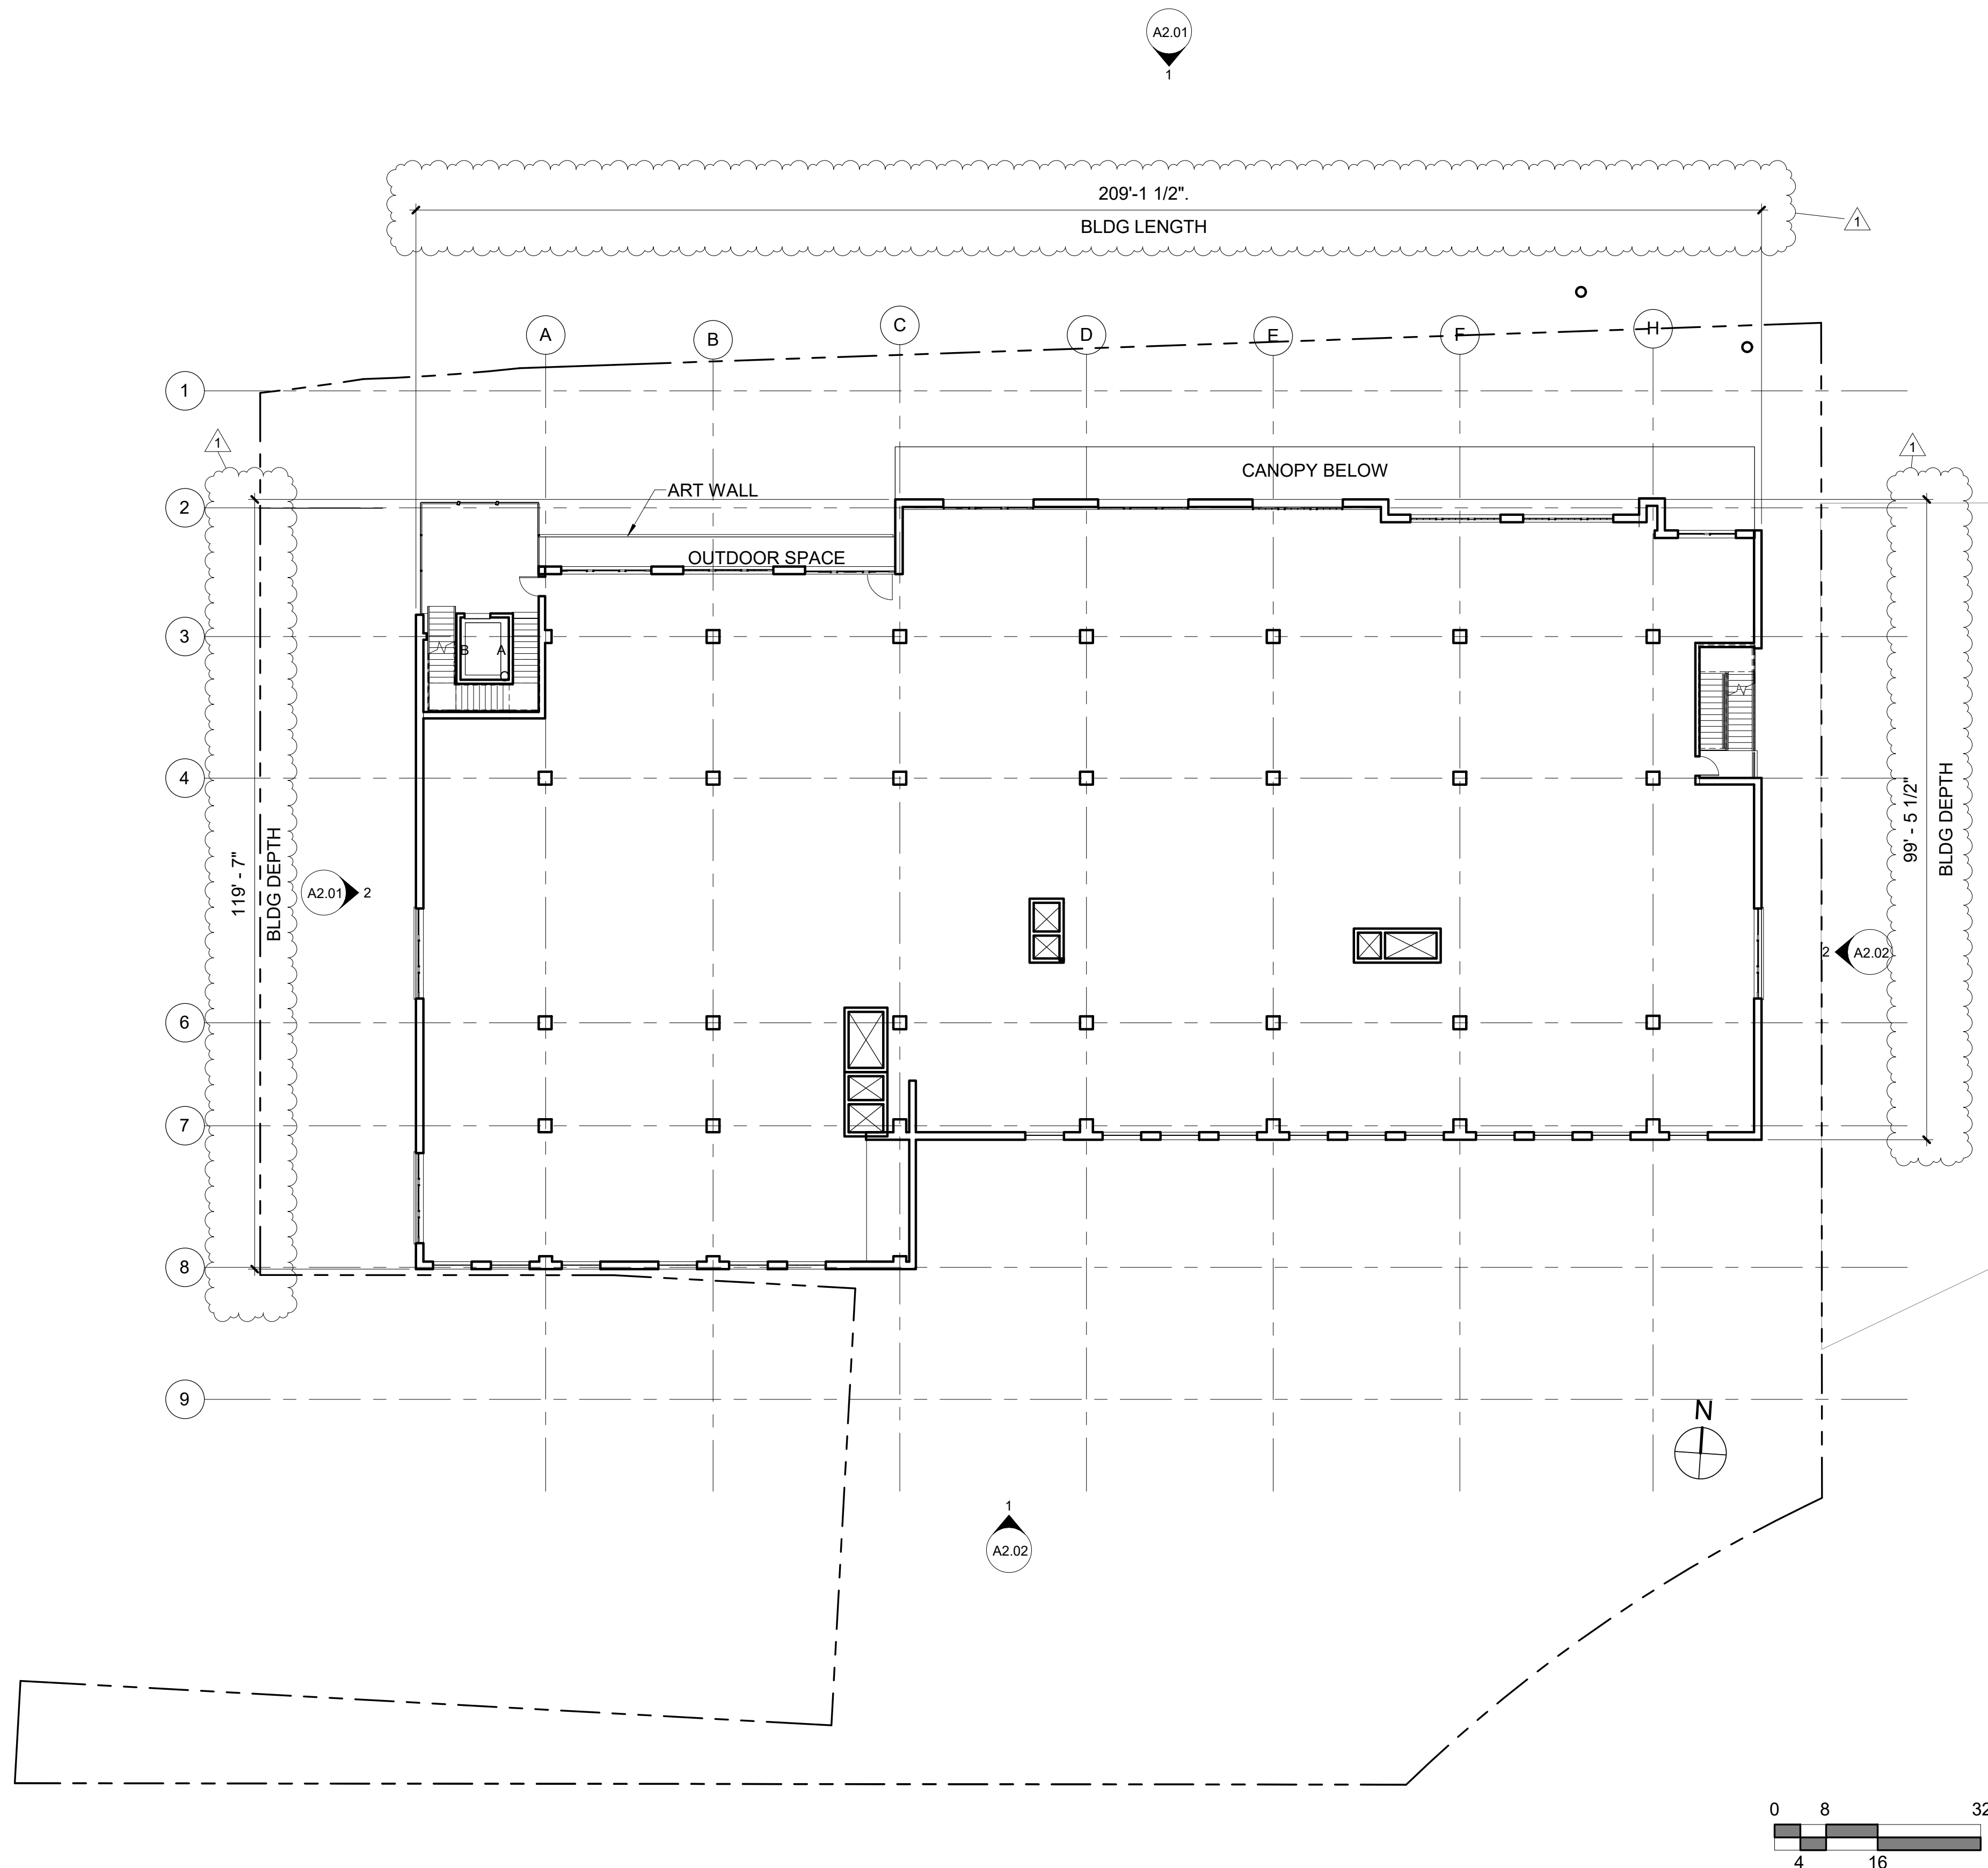 A2.01
1
209'-1 1/2".
BLDG LENGTH
1
A
B
C
D
E
F
H
1
1
1
CANOPY BELOW
ART WALL
2
OUTDOOR SPACE
3
B A
4
119' - 7"
BLDG DEPTH
99' - 5 1/2"
BLDG DEPTH
A2.01
2
2
A2.02
6
7
8
9
N
1
A2.02
0 8 32
4 16